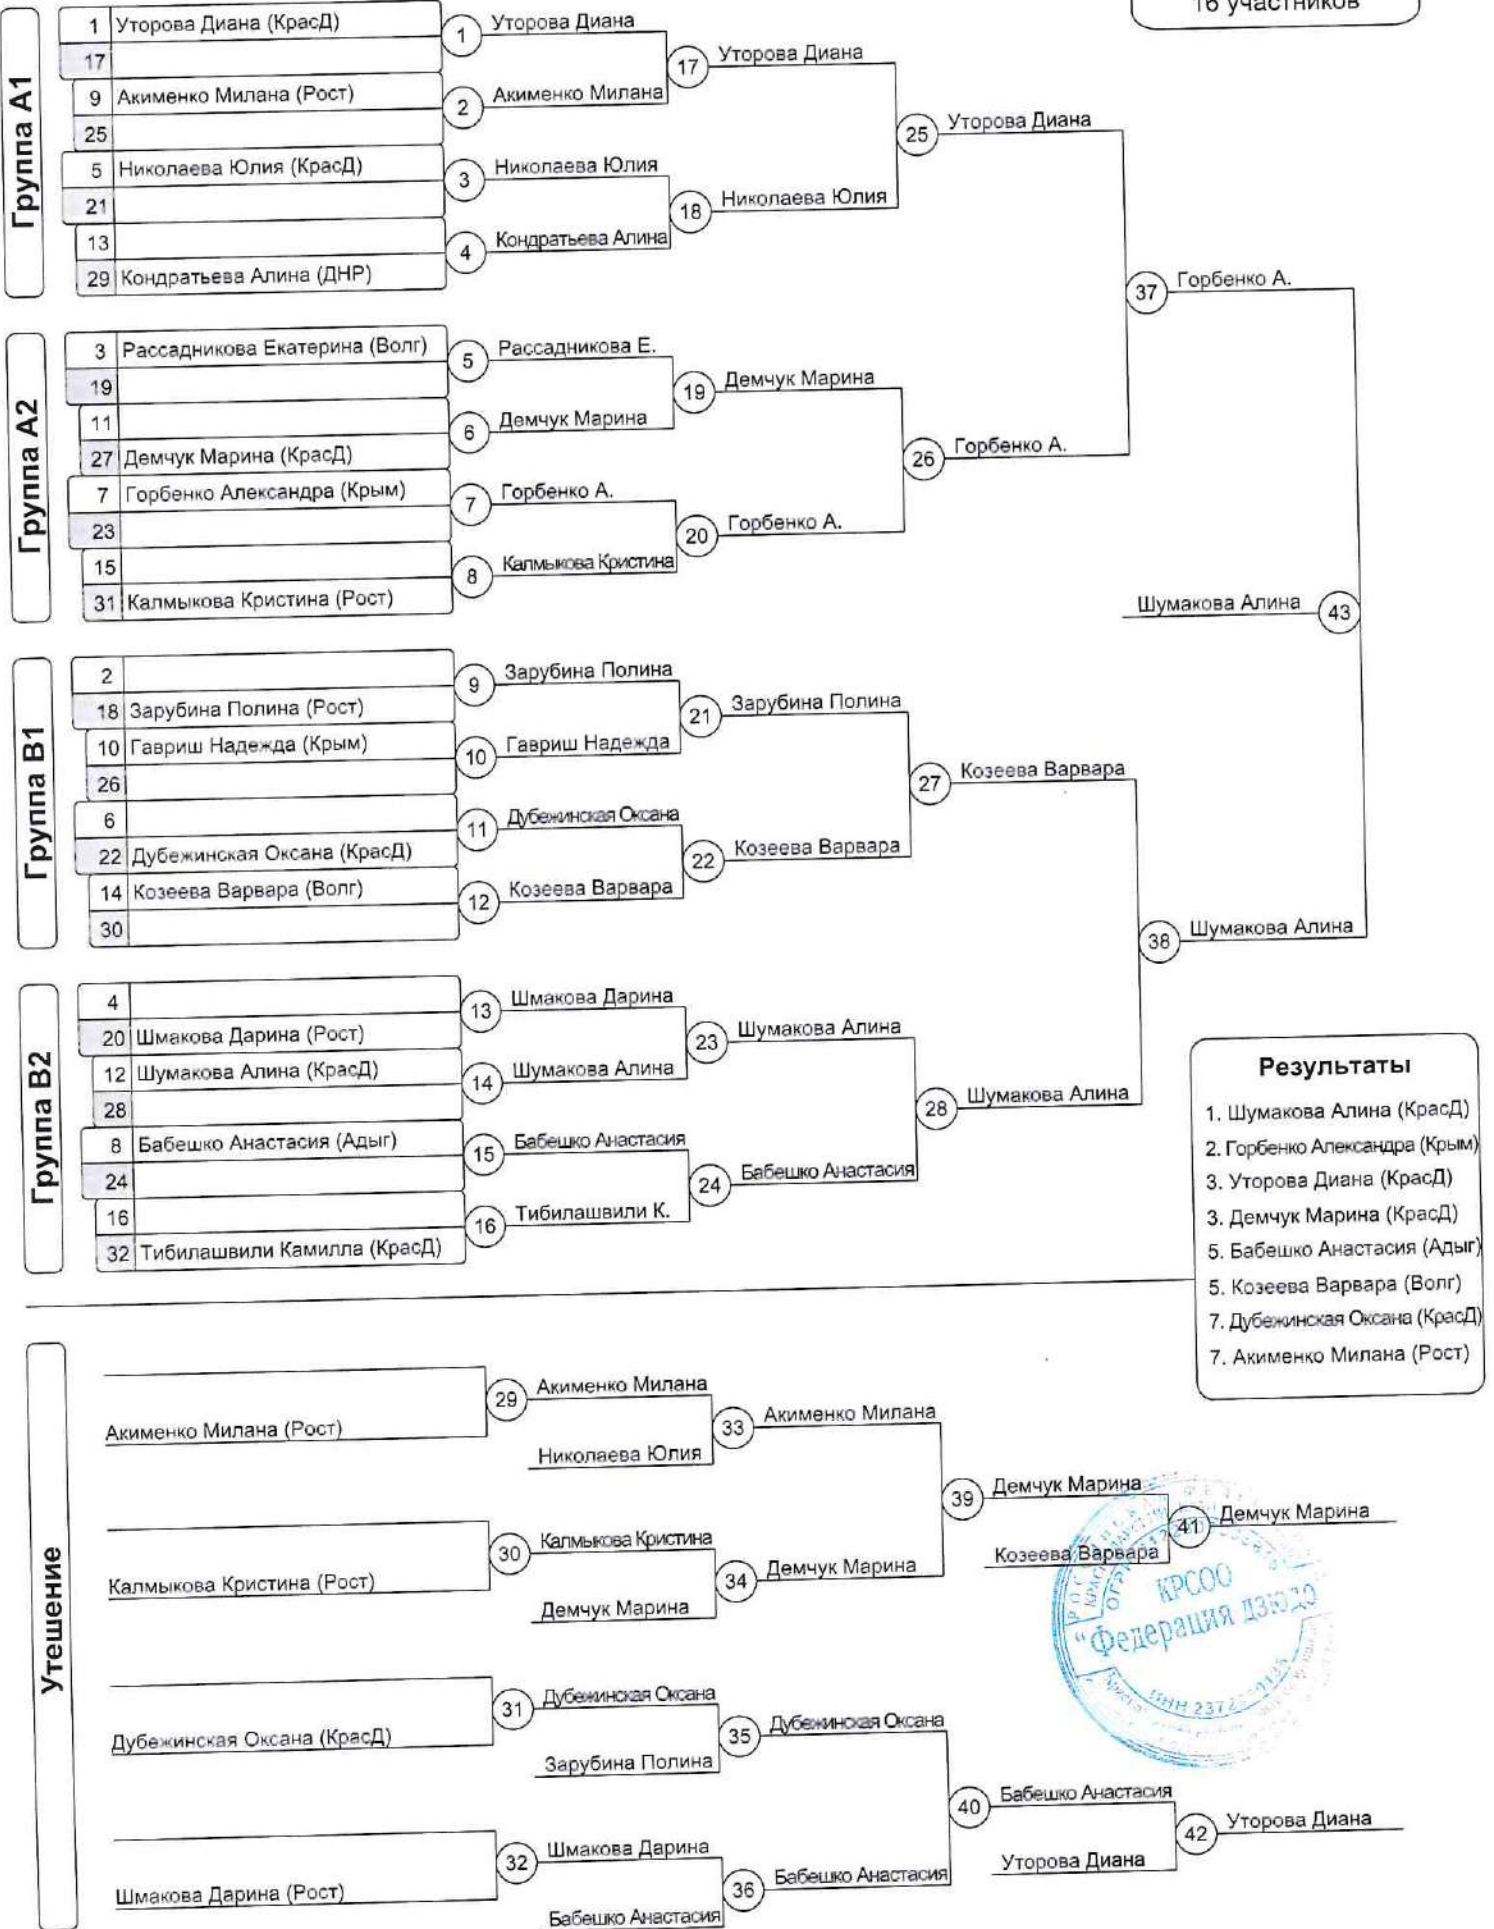 16 участников
Группа A1
1 Уторова Диана (КрасД)
17
9 Акименко Милана (Рост)
25
5 Николаева Юлия (КрасД)
21
13
29 Кондратьева Алина (ДНР)
1 Уторова Диана
2 Акименко Милана
3 Николаева Юлия
4 Кондратьева Алина
17 Уторова Диана
18 Николаева Юлия
25 Уторова Диана
Группа A2
3 Рассадникова Екатерина (Волг)
19
11
27 Демчук Марина (КрасД)
7 Горбенко Александра (Крым)
23
15
31 Калмыкова Кристина (Рост)
5 Рассадникова Е.
6 Демчук Марина
7 Горбенко А.
8 Калмыкова Кристина
19 Демчук Марина
20 Горбенко А.
26 Горбенко А.
37 Горбенко А.
Шумакова Алина 43
Группа B1
2
18 Зарубина Полина (Рост)
10 Гавриш Надежда (Крым)
26
6
22 Дубежинская Оксана (КрасД)
14 Козеева Варвара (Волг)
30
9 Зарубина Полина
10 Гавриш Надежда
11 Дубежинская Оксана
12 Козеева Варвара
21 Зарубина Полина
22 Козеева Варвара
27 Козеева Варвара
Группа B2
4
20 Шмакова Дарина (Рост)
12 Шумакова Алина (КрасД)
28
8 Бабешко Анастасия (Адыг)
24
16
32 Тибилашвили Камилла (КрасД)
13 Шмакова Дарина
14 Шумакова Алина
15 Бабешко Анастасия
16 Тибилашвили К.
23 Шумакова Алина
24 Бабешко Анастасия
28 Шумакова Алина
38 Шумакова Алина
Результаты
1. Шумакова Алина (КрасД)
2. Горбенко Александра (Крым)
3. Уторова Диана (КрасД)
3. Демчук Марина (КрасД)
5. Бабешко Анастасия (Адыг)
5. Козеева Варвара (Волг)
7. Дубежинская Оксана (КрасД)
7. Акименко Милана (Рост)
Утешение
Акименко Милана (Рост)
29 Акименко Милана
Николаева Юлия
33 Акименко Милана
Калмыкова Кристина (Рост)
30 Калмыкова Кристина
Демчук Марина
34 Демчук Марина
39 Демчук Марина
Козеева Варвара
41 Демчук Марина
КРСОО
"Федерация дзюдо
Дубежинская Оксана (КрасД)
31 Дубежинская Оксана
Зарубина Полина
35 Дубежинская Оксана
Шмакова Дарина (Рост)
32 Шмакова Дарина
Бабешко Анастасия
36 Бабешко Анастасия
40 Бабешко Анастасия
Уторова Диана
42 Уторова Диана